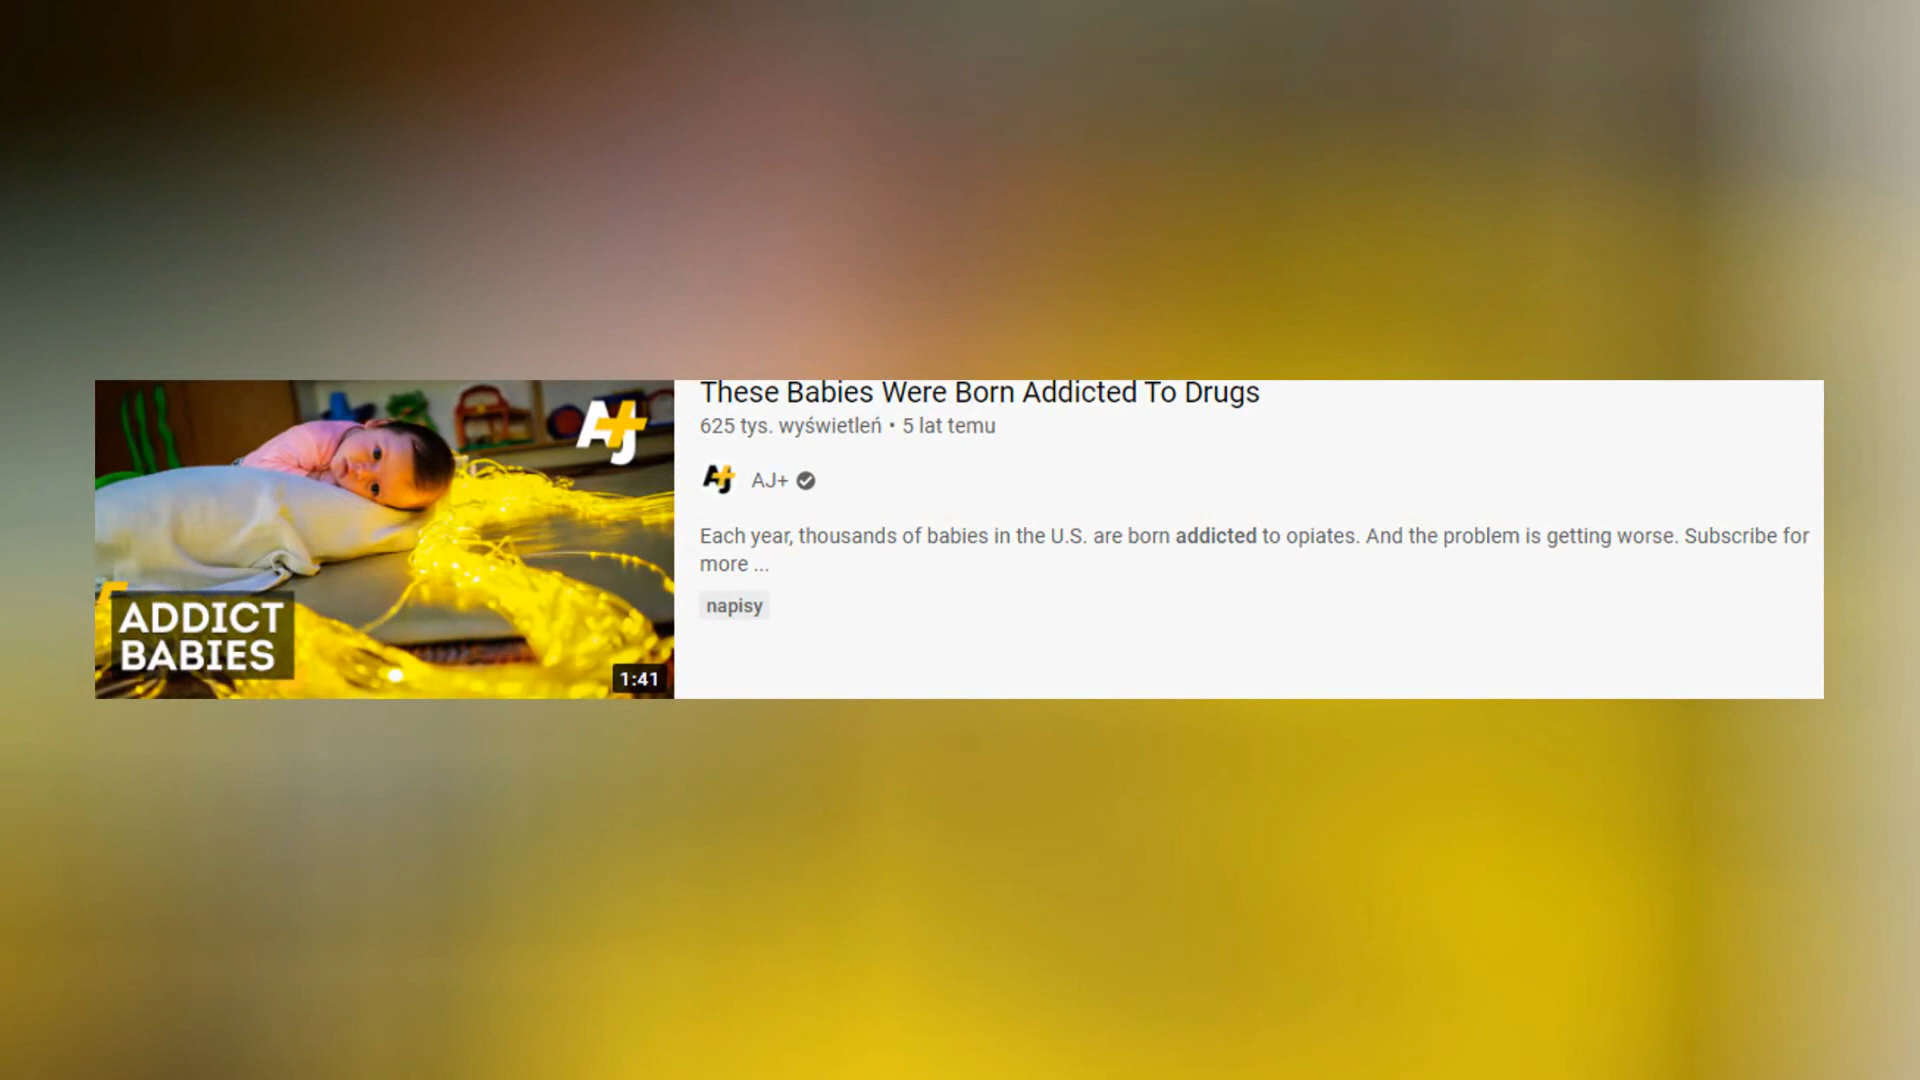 These Babies Were Born Addicted To Drugs
625 tys. wyświetleń • 5 lat temu
AJ+
AJ+
AJ+
Each year, thousands of babies in the U.S. are born addicted to opiates. And the problem is getting worse. Subscribe for
more ...
napisy
ADDICT
BABIES
1:41